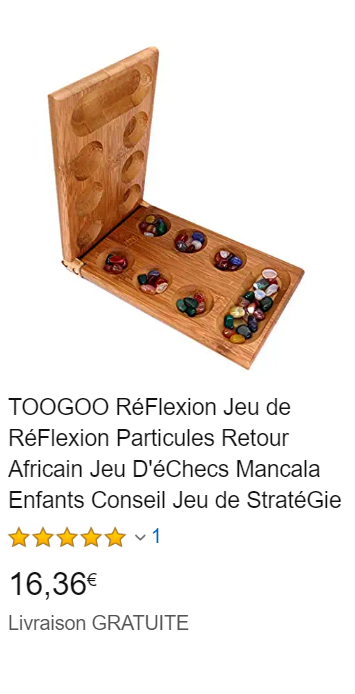 TOOGOO RéFlexion Jeu de
RéFlexion Particules Retour
Africain Jeu D'éChecs Mancala
Enfants Conseil Jeu de StratéGie
1
16,36€
Livraison GRATUITE